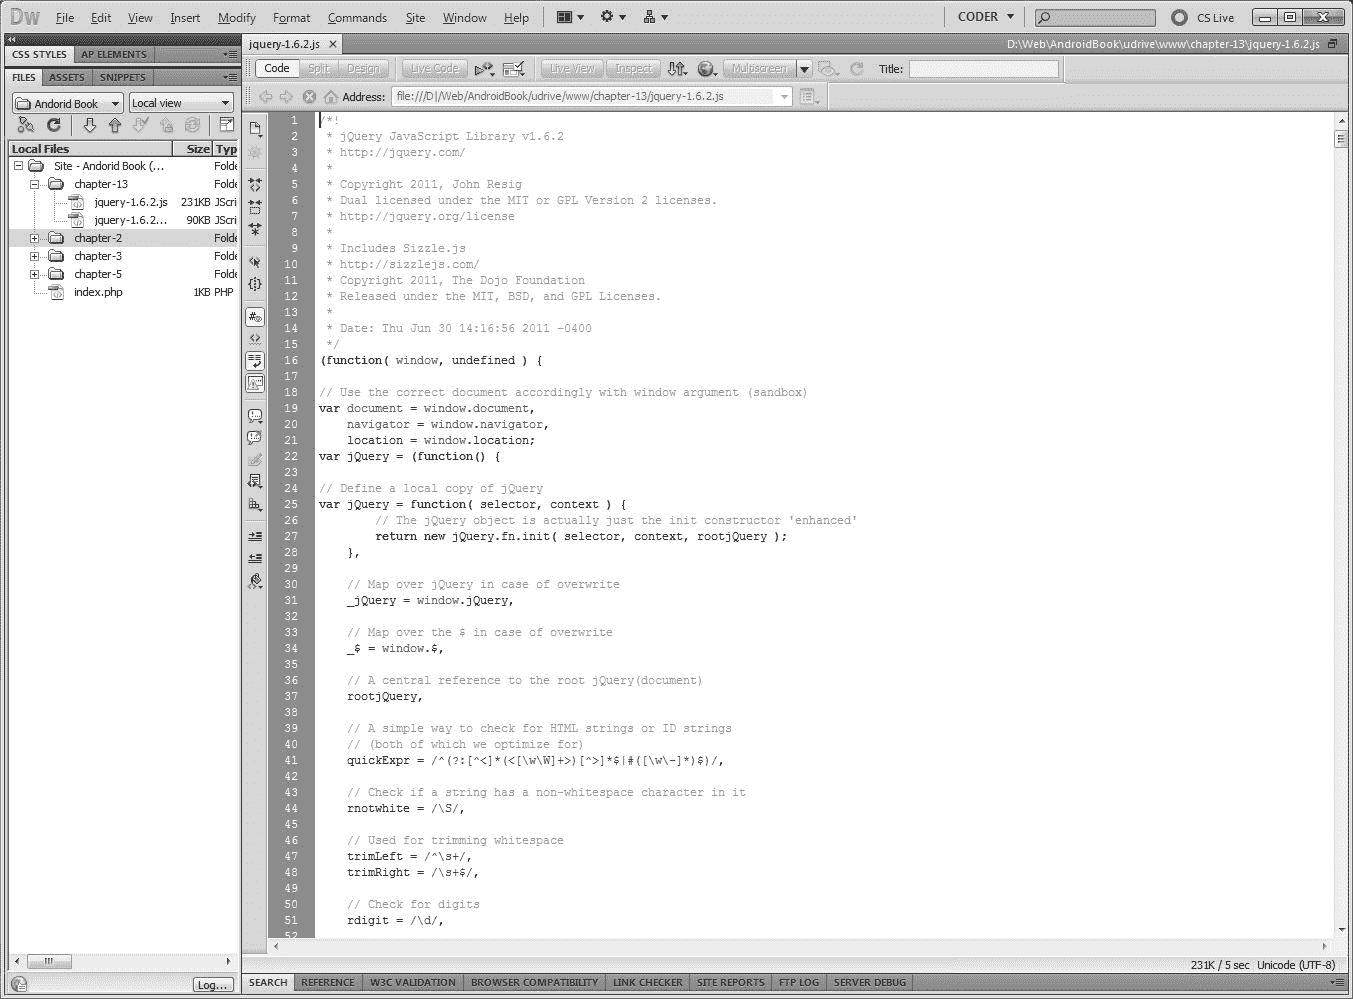 Dw File Edit View Insert Modify Format Commands Site Window Help CODER CS Live
CSS STYLES AP ELEMENTS
FILES ASSETS SNIPPETS
Andorid Book Local view
Local Files Size Typ
Site - Andorid Book (... Folde
chapter-13 Folde
jquery-1.6.2.js 231KB JScri
jquery-1.6.2... 90KB JScri
chapter-2 Folde
chapter-3 Folde
chapter-5 Folde
index.php 1KB PHP
Log...
jquery-1.6.2.js D:\Web\AndroidBook\udrive\www\chapter-13\jquery-1.6.2.js
Code Split Design Live Code Live View Inspect Multiscreen Title:
Address: file:///D|/Web/AndroidBook/udrive/www/chapter-13/jquery-1.6.2.js
1 /*!
2 * jQuery JavaScript Library v1.6.2
3 * http://jquery.com/
4 *
5 * Copyright 2011, John Resig
6 * Dual licensed under the MIT or GPL Version 2 licenses.
7 * http://jquery.org/license
8 *
9 * Includes Sizzle.js
10 * http://sizzlejs.com/
11 * Copyright 2011, The Dojo Foundation
12 * Released under the MIT, BSD, and GPL Licenses.
13 *
14 * Date: Thu Jun 30 14:16:56 2011 -0400
15 */
16 (function( window, undefined ) {
17
18 // Use the correct document accordingly with window argument (sandbox)
19 var document = window.document,
20 navigator = window.navigator,
21 location = window.location;
22 var jQuery = (function() {
23
24 // Define a local copy of jQuery
25 var jQuery = function( selector, context ) {
26 // The jQuery object is actually just the init constructor 'enhanced'
27 return new jQuery.fn.init( selector, context, rootjQuery );
28 },
29
30 // Map over jQuery in case of overwrite
31 _jQuery = window.jQuery,
32
33 // Map over the $ in case of overwrite
34 _$ = window.$,
35
36 // A central reference to the root jQuery(document)
37 rootjQuery,
38
39 // A simple way to check for HTML strings or ID strings
40 // (both of which we optimize for)
41 quickExpr = /^(?:[^<]*(<[\w\W]+>)[^>]*$|#([\w\-]*)$)/,
42
43 // Check if a string has a non-whitespace character in it
44 rnotwhite = /\S/,
45
46 // Used for trimming whitespace
47 trimLeft = /^\s+/,
48 trimRight = /\s+$/,
49
50 // Check for digits
51 rdigit = /\d/,
52
231K / 5 sec Unicode (UTF-8)
SEARCH REFERENCE W3C VALIDATION BROWSER COMPATIBILITY LINK CHECKER SITE REPORTS FTP LOG SERVER DEBUG